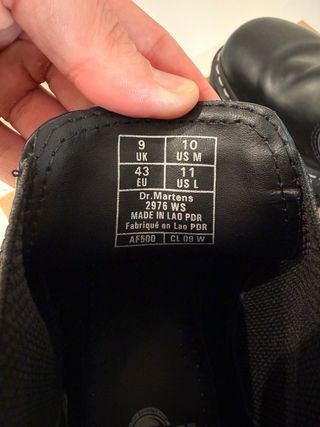 9 10
UK US M
43 11
EU US L
Dr.Martens
2976 WS
MADE IN LAO PDR
Fabriqué en Lao PDR
AF500 CL 09 W